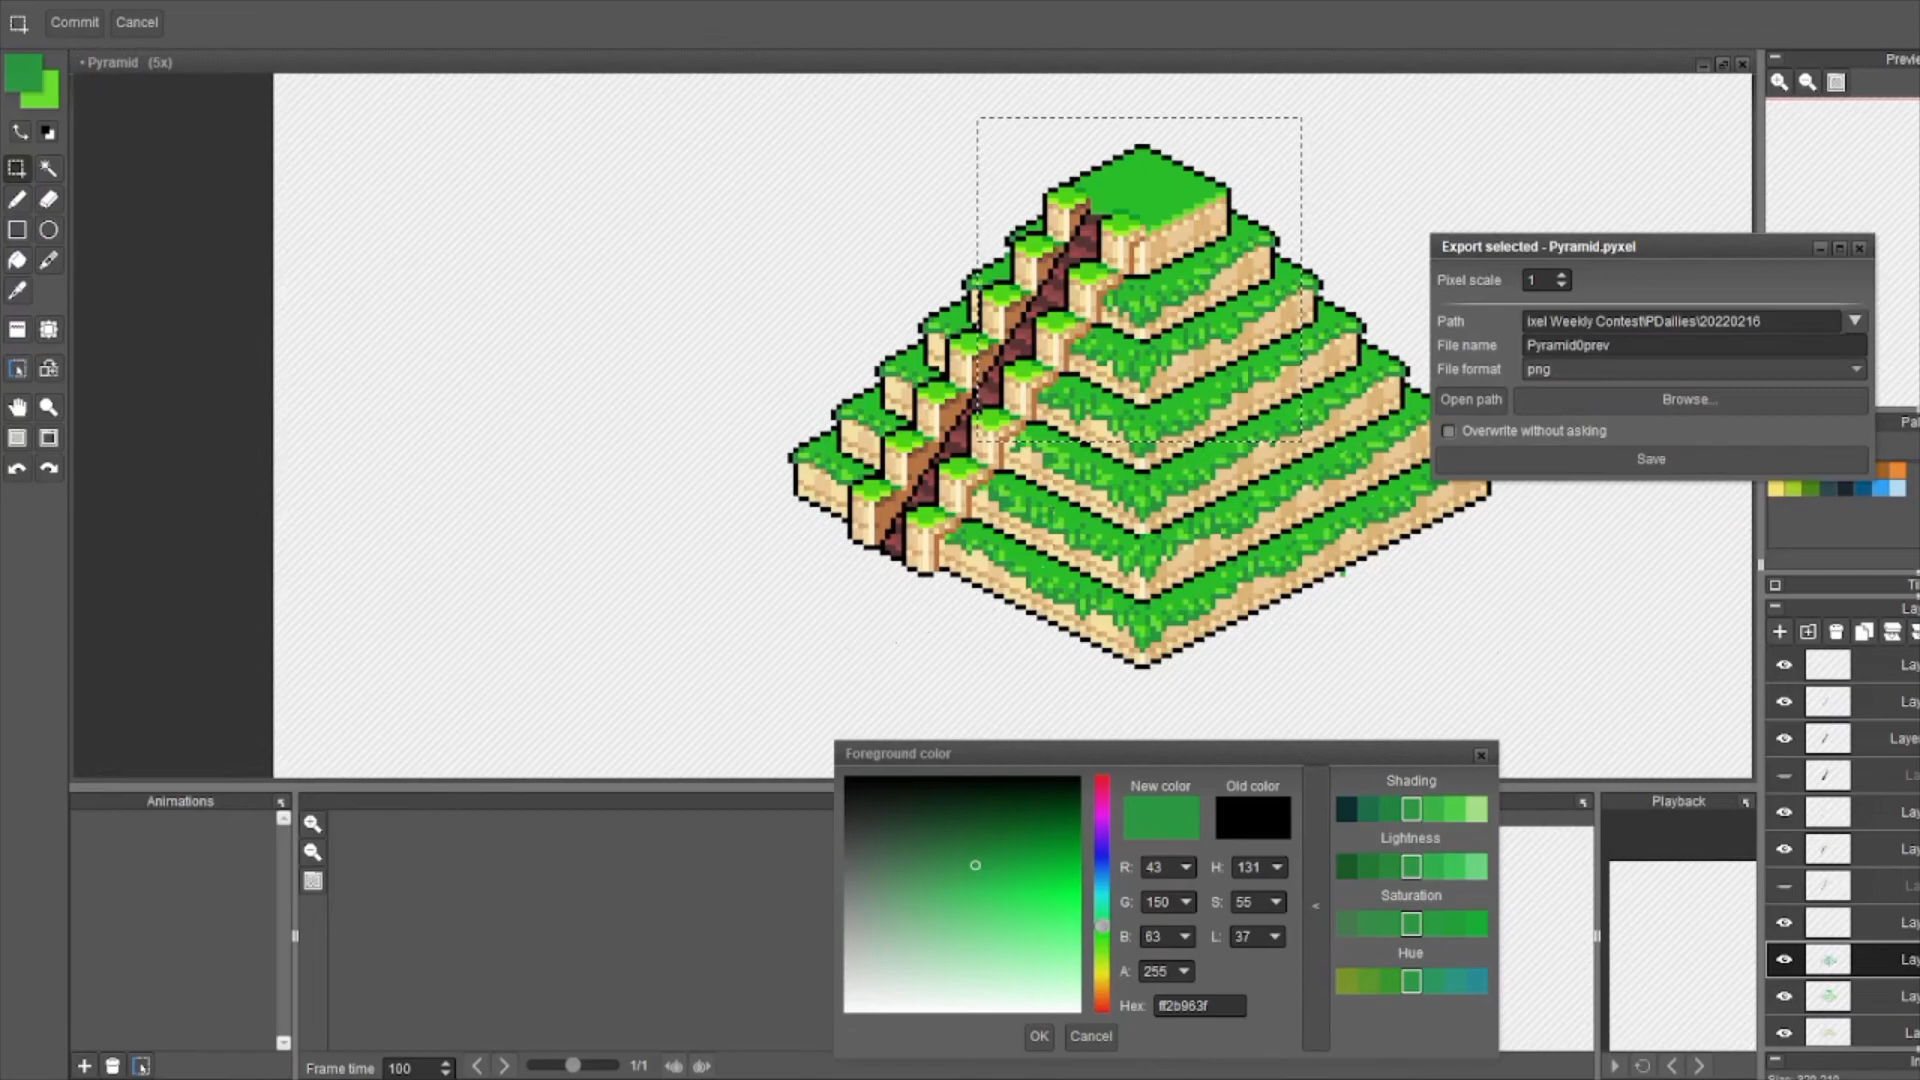 Commit Cancel
• Pyramid (5x)
Export selected - Pyramid.pyxel
Pixel scale 1
Path ixel Weekly Contest\PDailies\20220216
File name Pyramid0prev
File format png
Open path Browse...
Overwrite without asking
Save
Foreground color
New color Old color
R: 43 H: 131
G: 150 S: 55
B: 63 L: 37
A: 255
Hex: ff2b963f
OK Cancel
<
Shading
Lightness
Saturation
Hue
Animations
Playback
Frame time 100 1/1